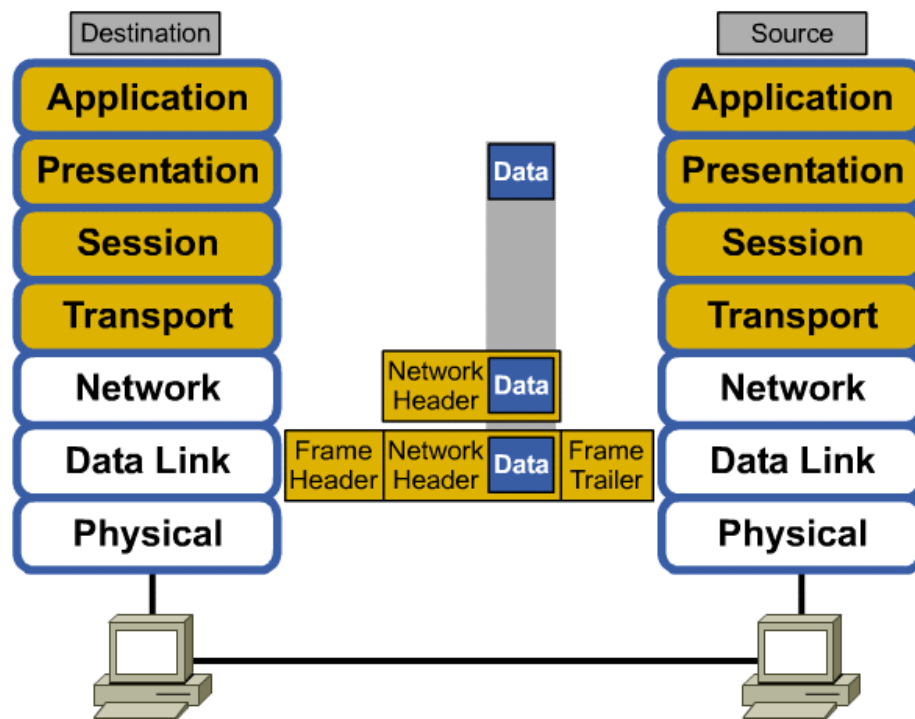 Destination
Source
Application
Application
Presentation
Data
Presentation
Session
Session
Transport
Transport
Network
Network
Header
Data
Network
Data Link
Frame
Header
Network
Header
Data
Frame
Trailer
Data Link
Physical
Physical